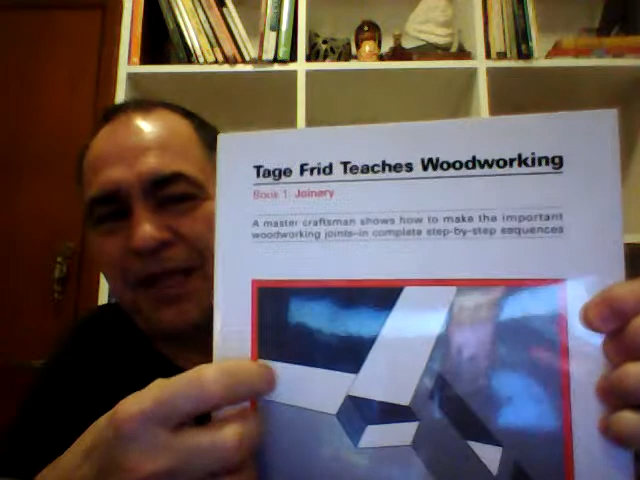 Tage Frid Teaches Woodworking
Book 1: Joinery
A master craftsman shows how to make the important
woodworking joints–in complete step-by-step sequences